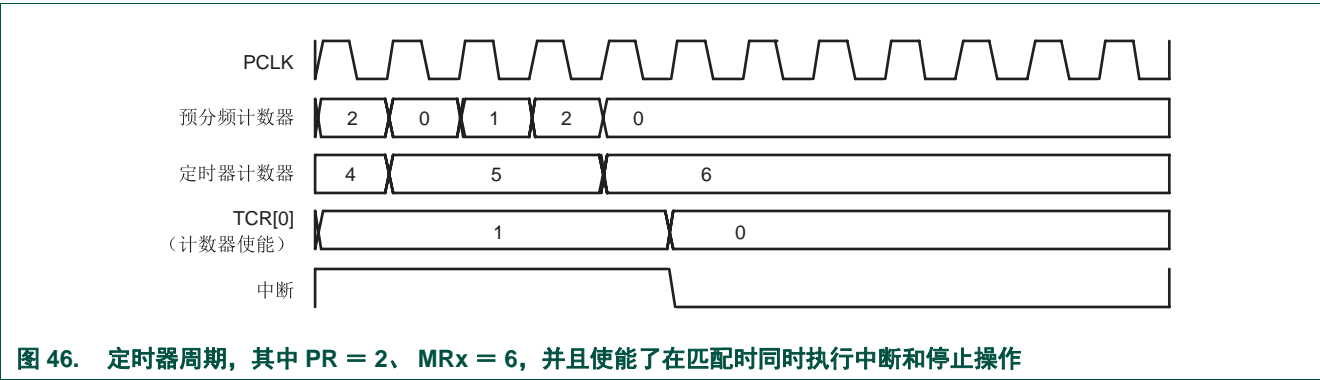 PCLK
预分频计数器 2 0 1 2 0
定时器计数器 4 5 6
TCR[0]
（计数器使能） 1 0
中断
图 46. 定时器周期，其中 PR ＝ 2、 MRx ＝ 6，并且使能了在匹配时同时执行中断和停止操作